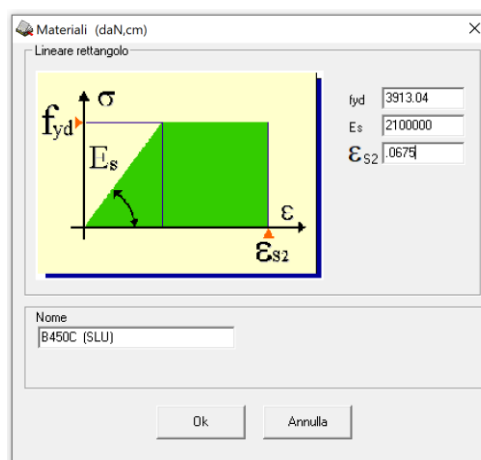 Materiali (daN,cm)
Lineare rettangolo
σ
fyd
Es
ε
εS2
fyd 3913.04
Es 2100000
εS2 .0675
Nome
B450C (SLU)
Ok Annulla